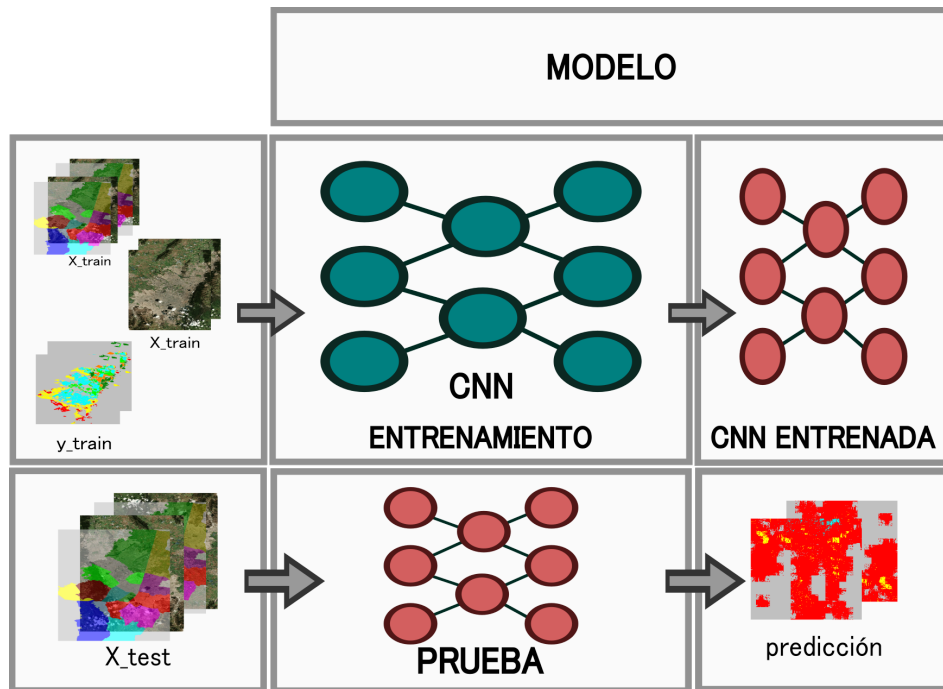 MODELO
X_train
X_train
y_train
CNN
ENTRENAMIENTO
CNN ENTRENADA
X_test
PRUEBA
predicción